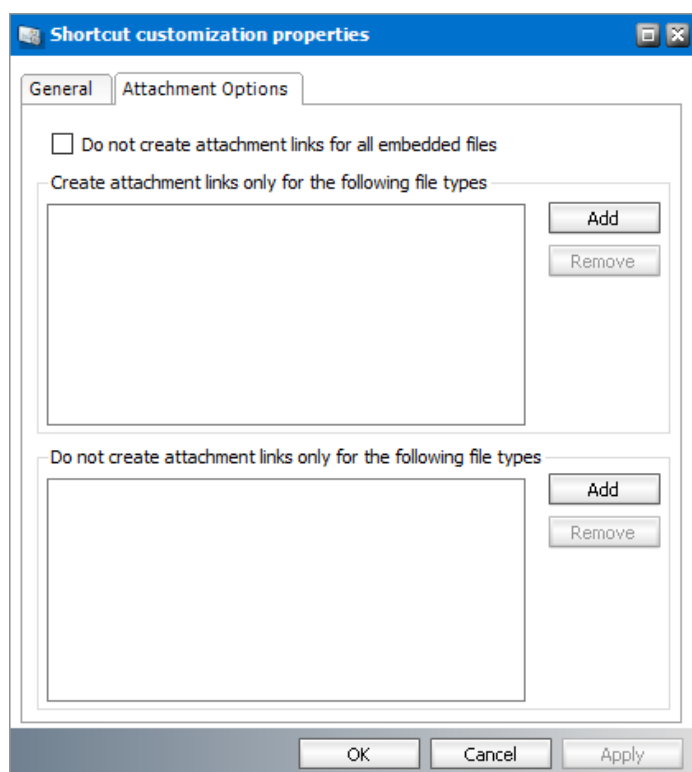 Shortcut customization properties
General
Attachment Options
Do not create attachment links for all embedded files
Create attachment links only for the following file types
Add
Remove
Do not create attachment links only for the following file types
Add
Remove
OK
Cancel
Apply